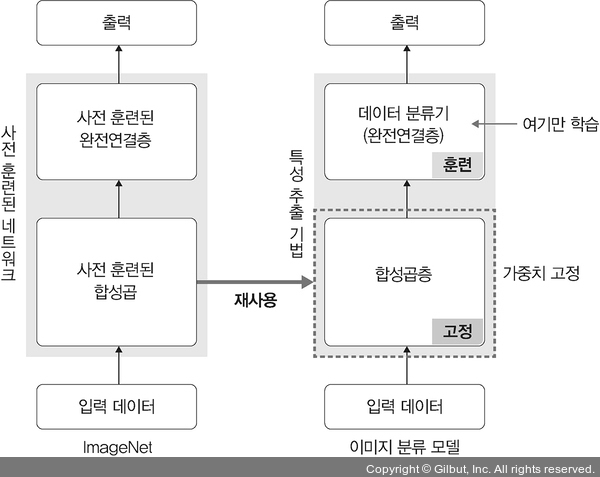 출력
사전 훈련된
완전연결층
사전 훈련된
합성곱
입력 데이터
ImageNet
사전 훈련된 네트워크
재사용
출력
데이터 분류기
(완전연결층)
훈련
여기만 학습
특성 추출 기법
합성곱층
고정
가중치 고정
입력 데이터
이미지 분류 모델
Copyright © Gilbut, Inc. All rights reserved.